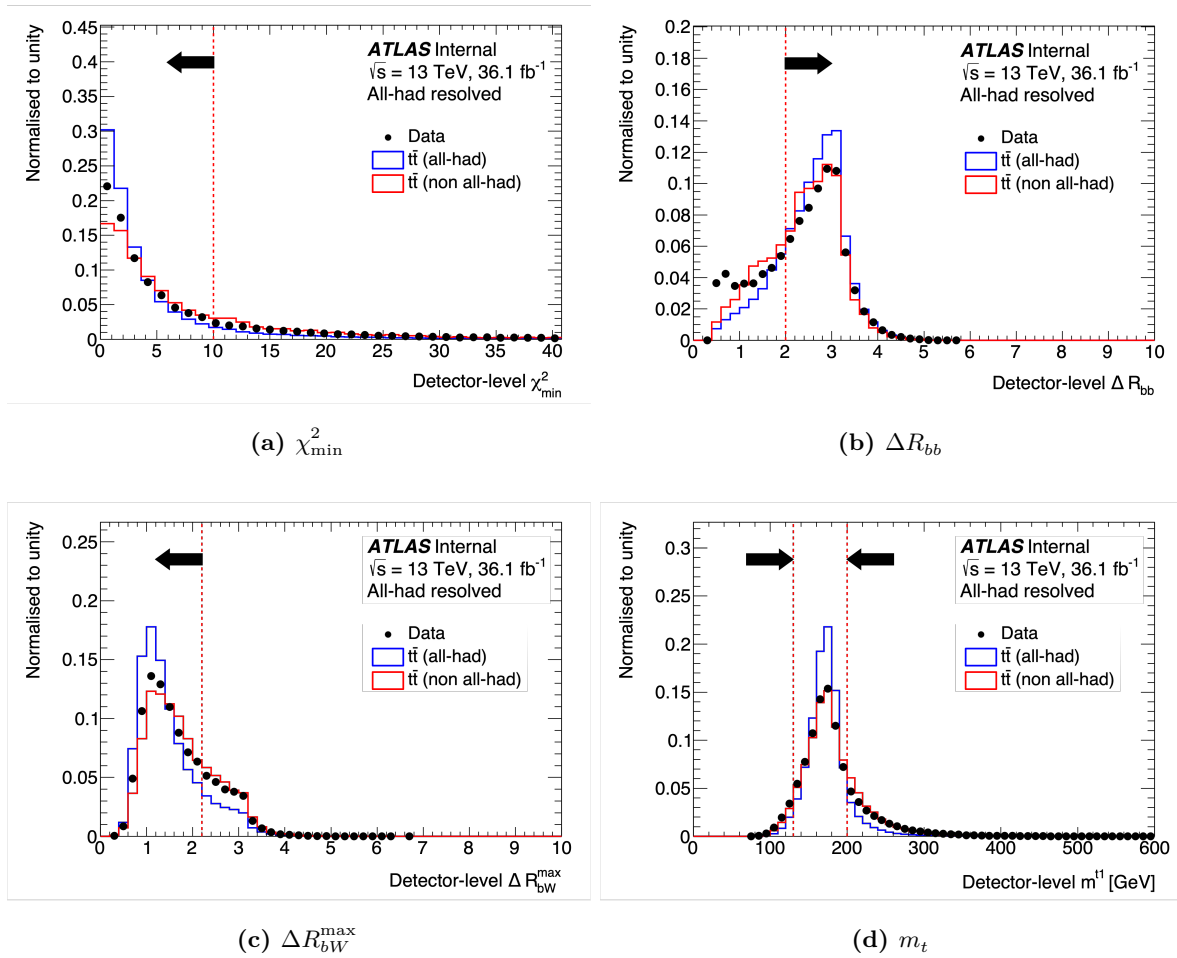 Normalised to unity
0.45
0.4
0.35
0.3
0.25
0.2
0.15
0.1
0.05
0
ATLAS Internal
√s = 13 TeV, 36.1 fb⁻¹
All-had resolved
Data
tt̄ (all-had)
tt̄ (non all-had)
0 5 10 15 20 25 30 35 40
Detector-level χ²min
(a) χ²min
Normalised to unity
0.2
0.18
0.16
0.14
0.12
0.1
0.08
0.06
0.04
0.02
0
ATLAS Internal
√s = 13 TeV, 36.1 fb⁻¹
All-had resolved
Data
tt̄ (all-had)
tt̄ (non all-had)
0 1 2 3 4 5 6 7 8 9 10
Detector-level Δ Rbb
(b) ΔRbb
Normalised to unity
0.25
0.2
0.15
0.1
0.05
0
ATLAS Internal
√s = 13 TeV, 36.1 fb⁻¹
All-had resolved
Data
tt̄ (all-had)
tt̄ (non all-had)
0 1 2 3 4 5 6 7 8 9 10
Detector-level Δ RbWmax
(c) ΔRbWmax
Normalised to unity
0.3
0.25
0.2
0.15
0.1
0.05
0
ATLAS Internal
√s = 13 TeV, 36.1 fb⁻¹
All-had resolved
Data
tt̄ (all-had)
tt̄ (non all-had)
0 100 200 300 400 500 600
Detector-level mt1 [GeV]
(d) mt